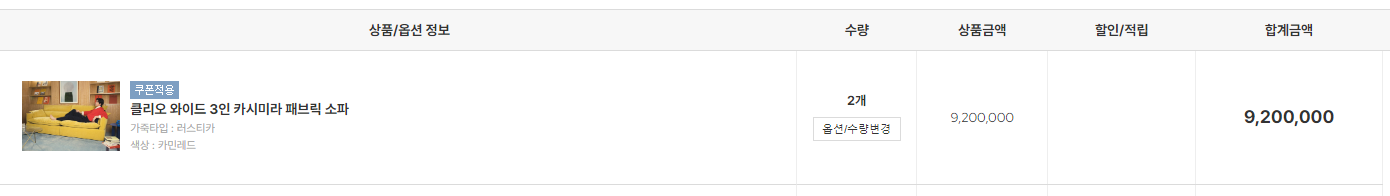 상품/옵션 정보 수량 상품금액 할인/적립 합계금액
쿠폰적용
클리오 와이드 3인 카시미라 패브릭 소파
가죽타입 : 러스티카
색상 : 카민레드
2개
옵션/수량변경
9,200,000
9,200,000